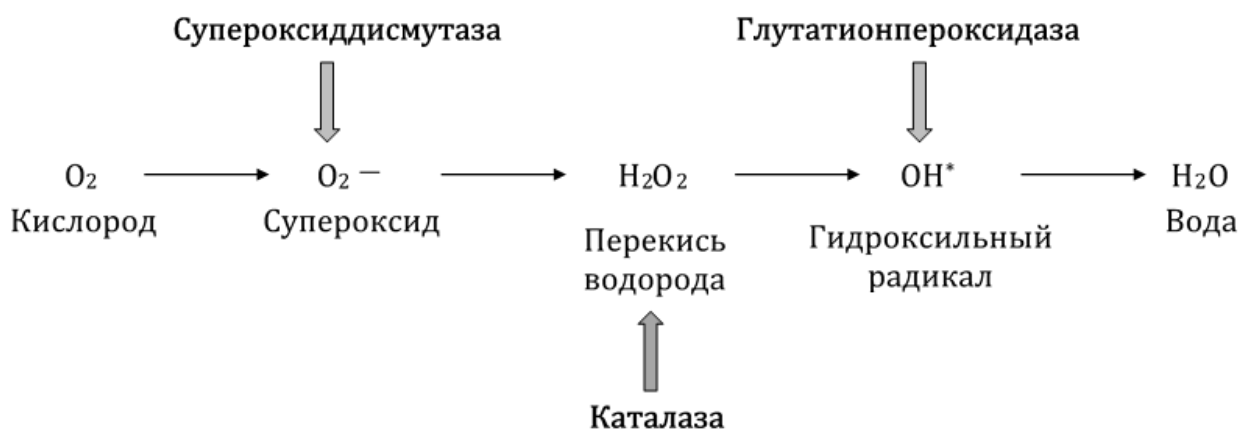 Супероксиддисмутаза Глутатионпероксидаза
O₂ O₂ — H₂O₂ OH* H₂O
Кислород Супероксид Перекись водорода Гидроксильный радикал Вода
Каталаза